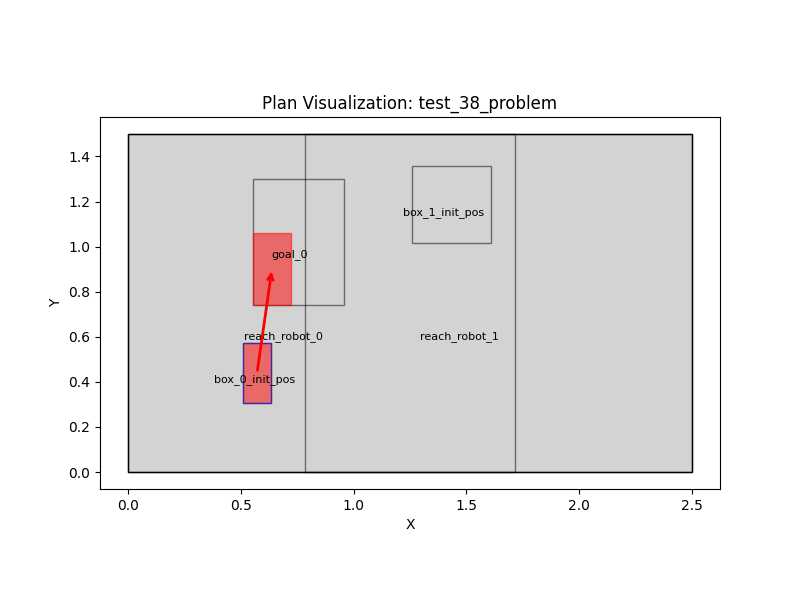 Plan Visualization: test_38_problem
1.4
1.2
1.0
0.8
0.6
0.4
0.2
0.0
Y
box_1_init_pos
goal_0
reach_robot_0
reach_robot_1
box_0_init_pos
0.0
0.5
1.0
1.5
2.0
2.5
X